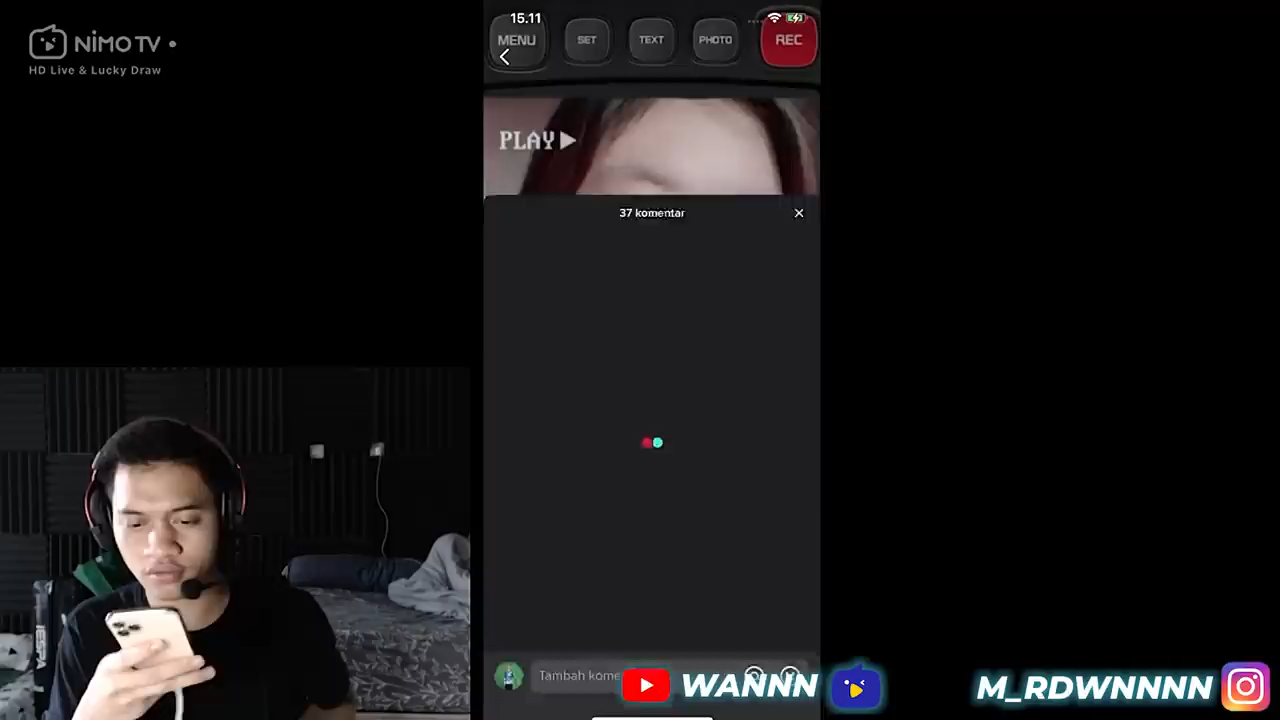 NIMO TV
HD Live & Lucky Draw
15.11
MENU
SET
TEXT
PHOTO
REC
PLAY
37 komentar
Tambah kome
WANNN
M_RDWNNNN